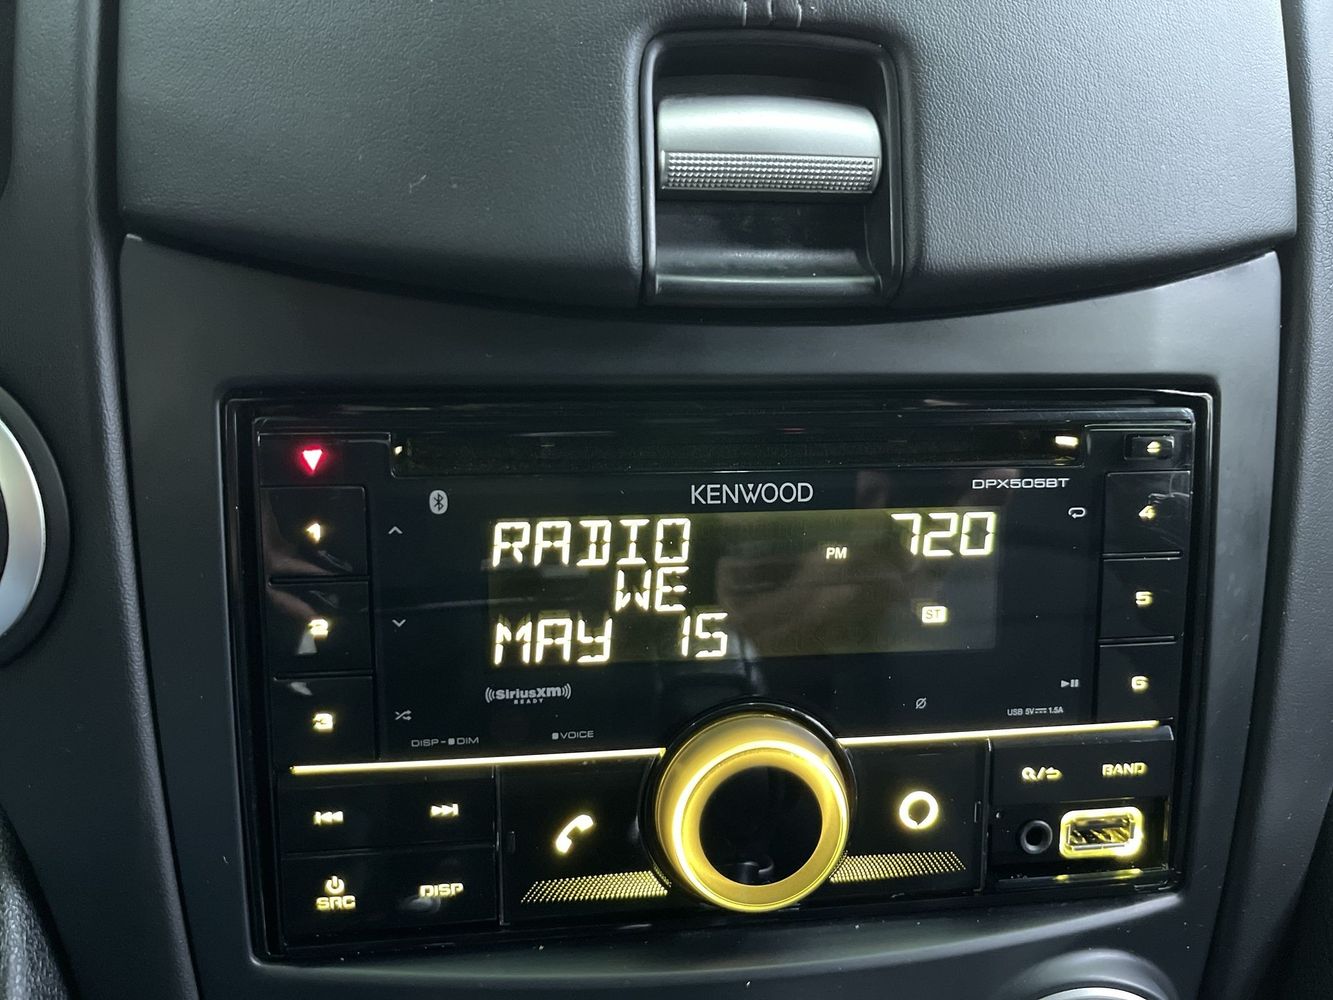 KENWOOD
DPX505BT
RADIO PM 720
WE
ST
MAY 15
((SiriusXM))
READY
DISP - DIM
VOICE
USB 5V 1.5A
1
2
3
4
5
6
Q/
BAND
SRC
DISP